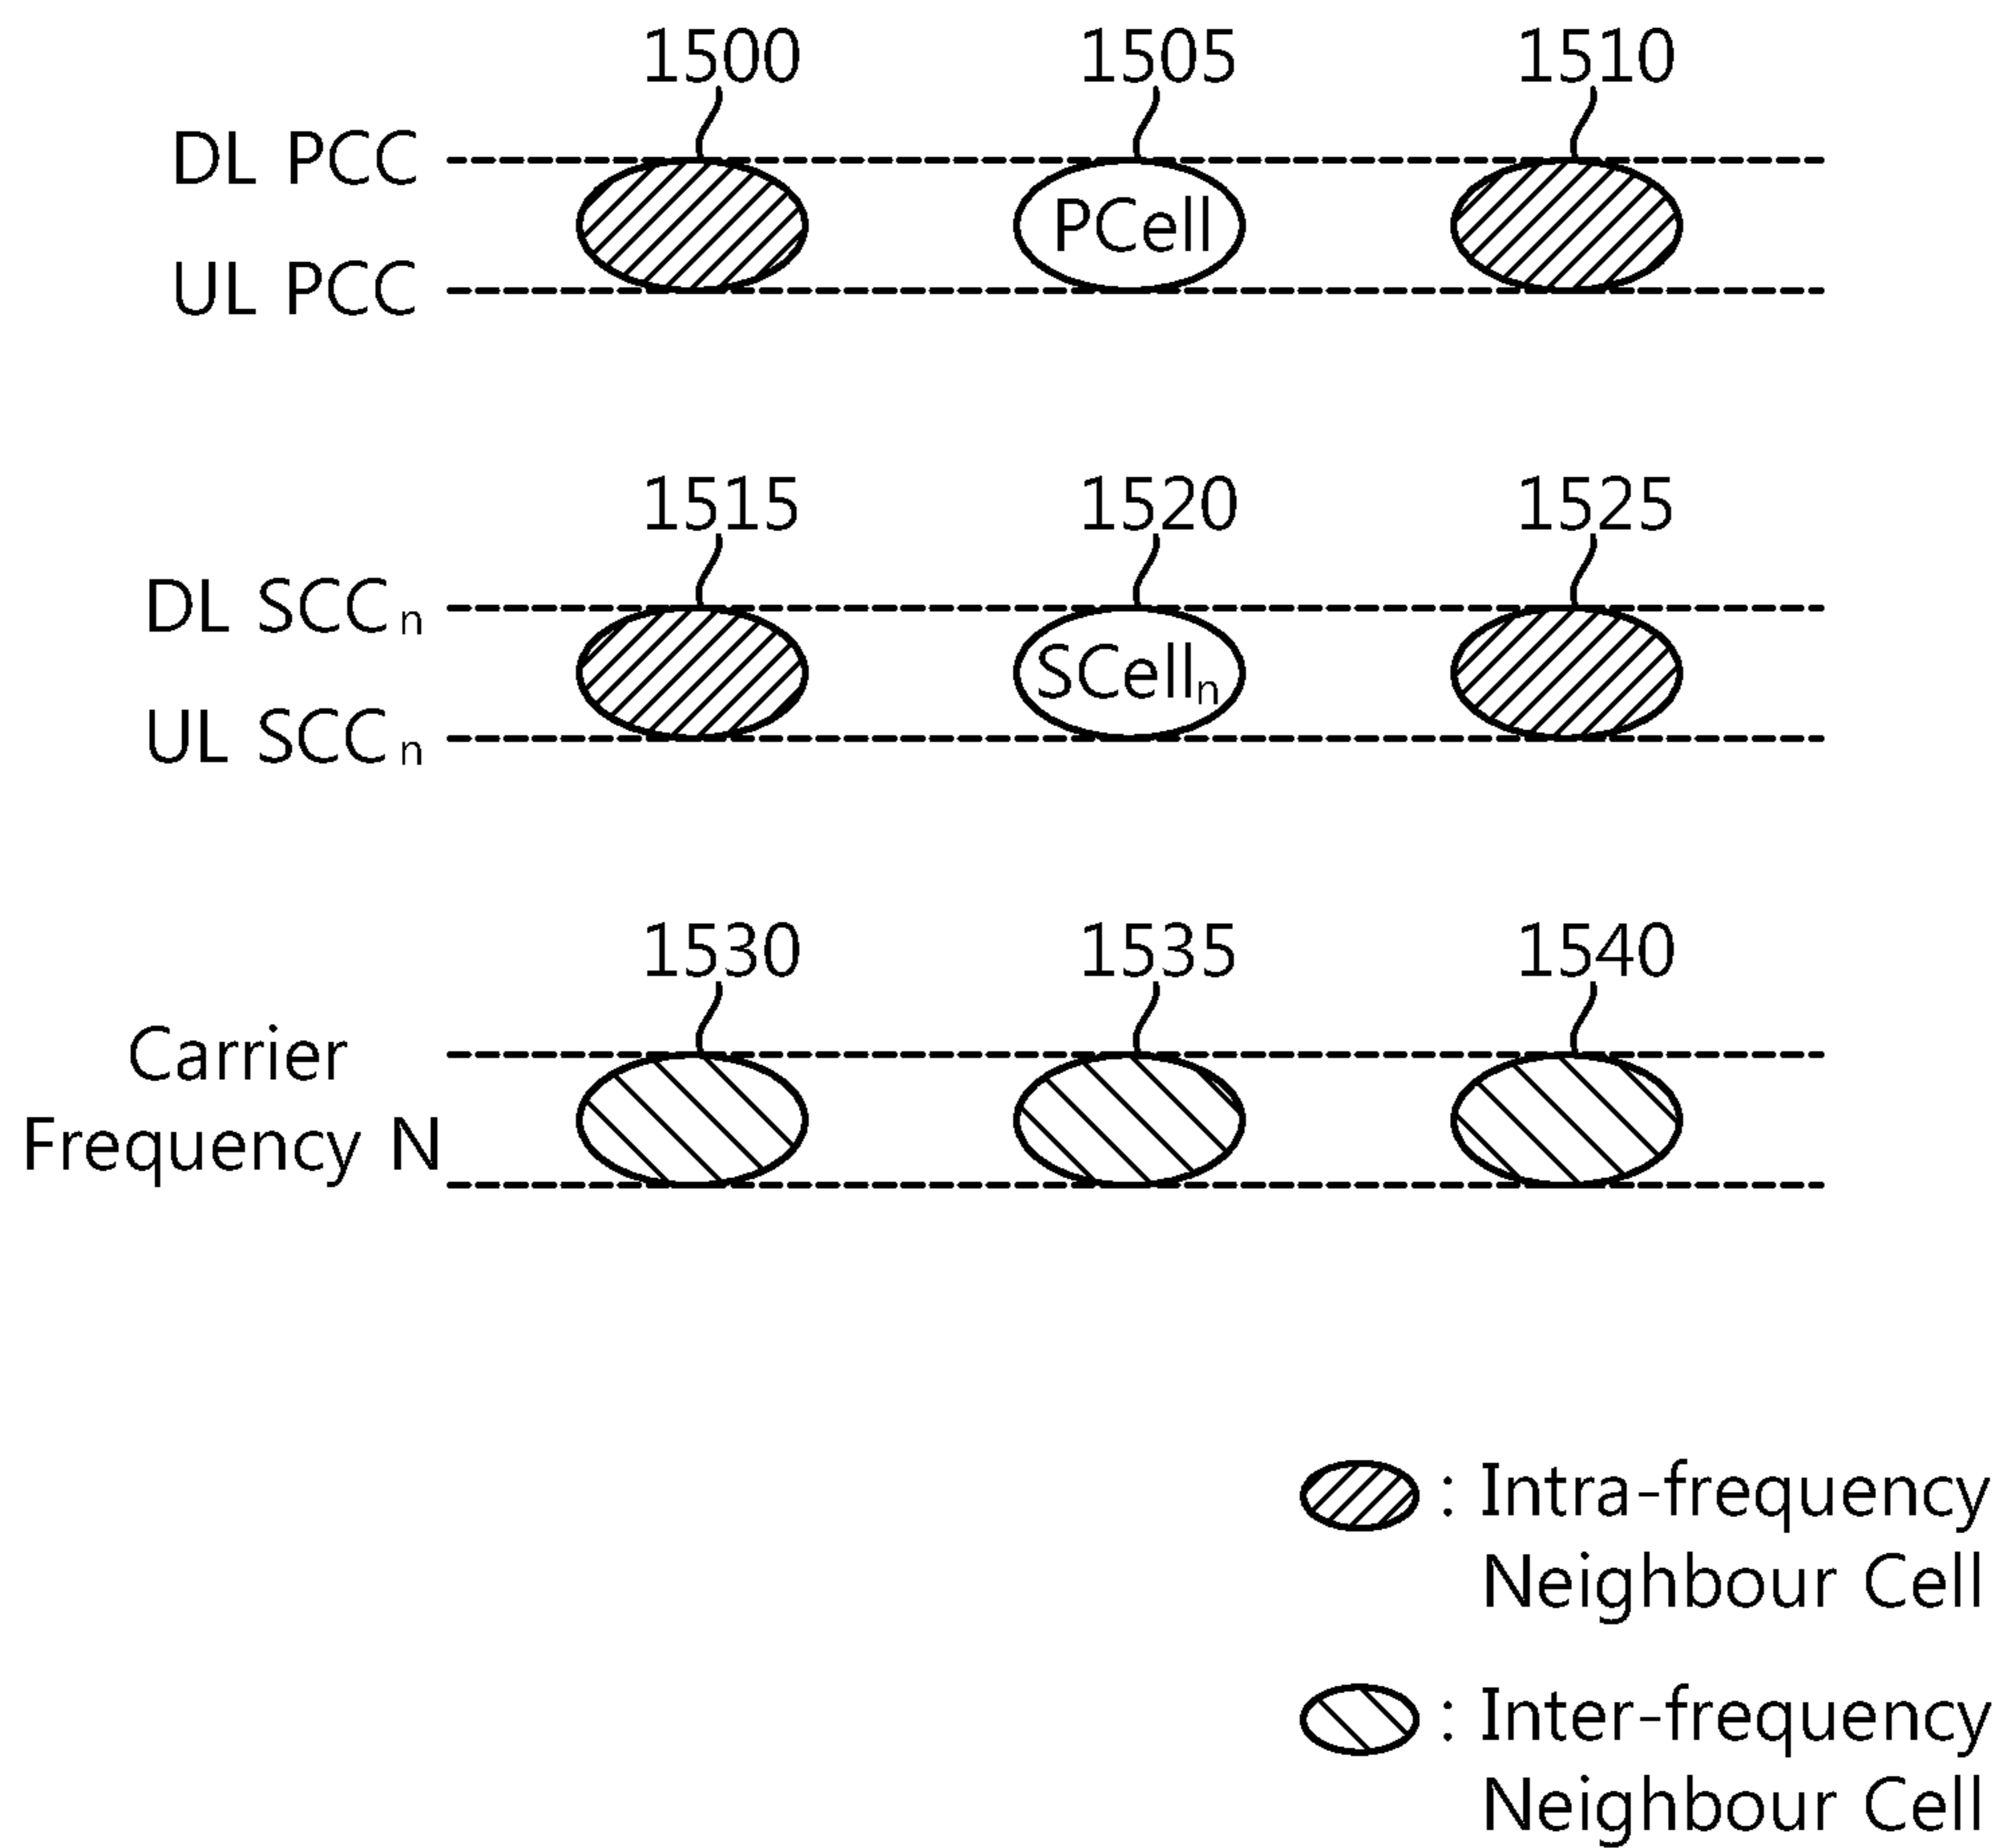 1500 1505 1510
DL PCC
PCell
UL PCC
1515 1520 1525
DL SCCn
SCelln
UL SCCn
1530 1535 1540
Carrier
Frequency N
: Intra-frequency
Neighbour Cell
: Inter-frequency
Neighbour Cell